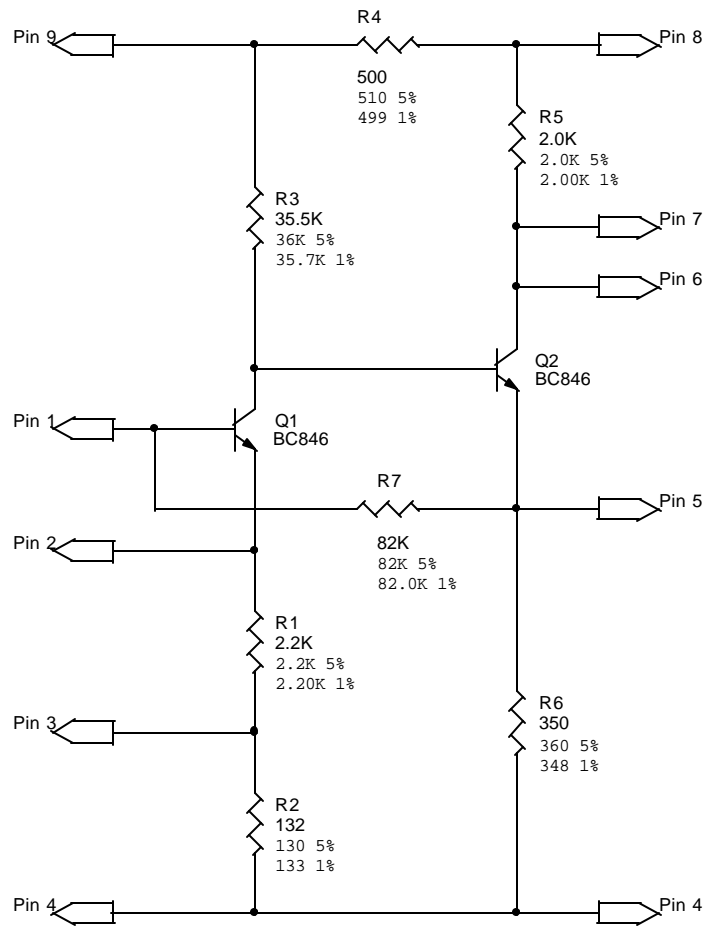 R4
Pin 9
Pin 8
500
510 5%
499 1%
R5
2.0K
2.0K 5%
2.00K 1%
R3
35.5K
36K 5%
35.7K 1%
Pin 7
Pin 6
Q2
BC846
Pin 1
Q1
BC846
R7
Pin 5
82K
82K 5%
82.0K 1%
Pin 2
R1
2.2K
2.2K 5%
2.20K 1%
Pin 3
R6
350
360 5%
348 1%
R2
132
130 5%
133 1%
Pin 4
Pin 4